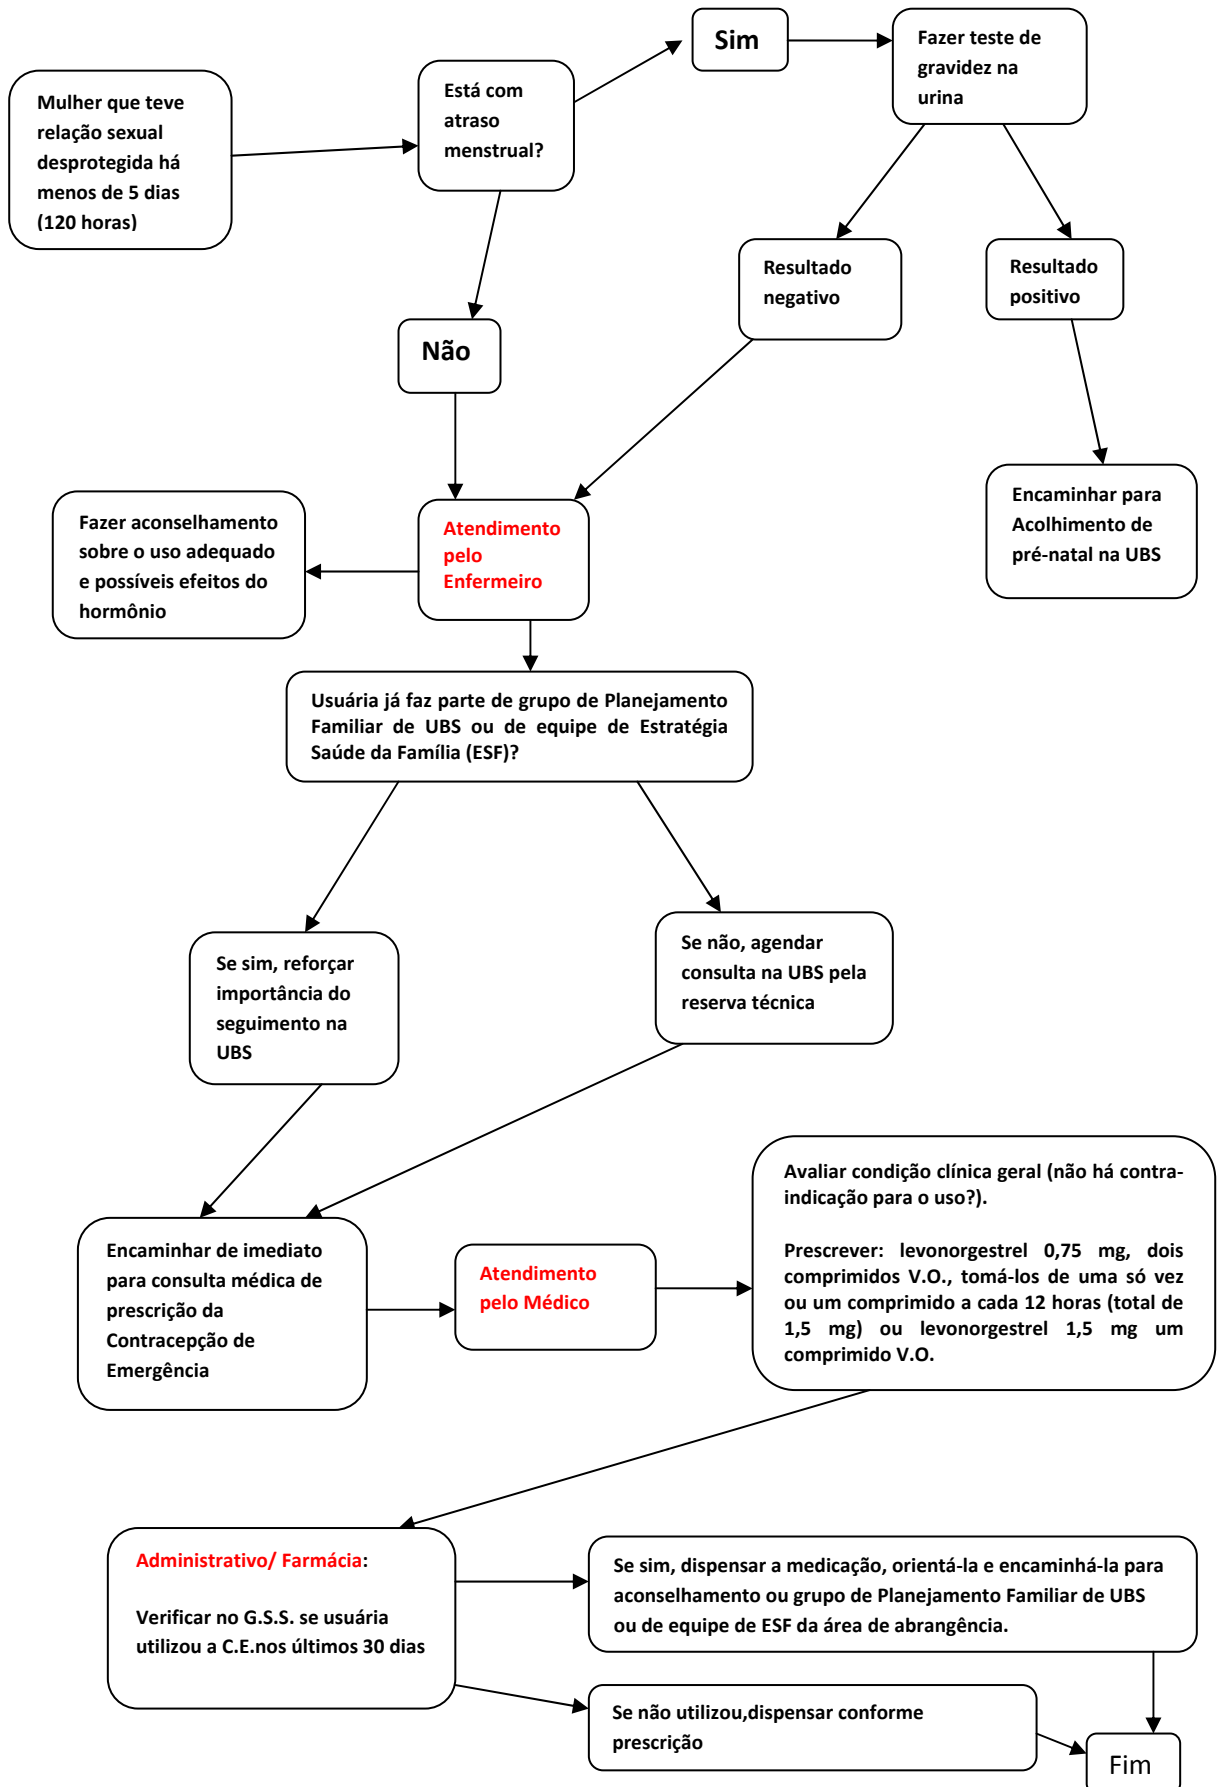 Sim
Fazer teste de
gravidez na
urina
Mulher que teve
relação sexual
desprotegida há
menos de 5 dias
(120 horas)
Está com
atraso
menstrual?
Resultado
negativo
Resultado
positivo
Não
Encaminhar para
Acolhimento de
pré-natal na UBS
Fazer aconselhamento
sobre o uso adequado
e possíveis efeitos do
hormônio
Atendimento
pelo
Enfermeiro
Usuária já faz parte de grupo de Planejamento
Familiar de UBS ou de equipe de Estratégia
Saúde da Família (ESF)?
Se sim, reforçar
importância do
seguimento na
UBS
Se não, agendar
consulta na UBS pela
reserva técnica
Encaminhar de imediato
para consulta médica de
prescrição da
Contracepção de
Emergência
Atendimento
pelo Médico
Avaliar condição clínica geral (não há contra-
indicação para o uso?).
Prescrever: levonorgestrel 0,75 mg, dois
comprimidos V.O., tomá-los de uma só vez
ou um comprimido a cada 12 horas (total de
1,5 mg) ou levonorgestrel 1,5 mg um
comprimido V.O.
Administrativo/ Farmácia:
Verificar no G.S.S. se usuária
utilizou a C.E.nos últimos 30 dias
Se sim, dispensar a medicação, orientá-la e encaminhá-la para
aconselhamento ou grupo de Planejamento Familiar de UBS
ou de equipe de ESF da área de abrangência.
Se não utilizou,dispensar conforme
prescrição
Fim